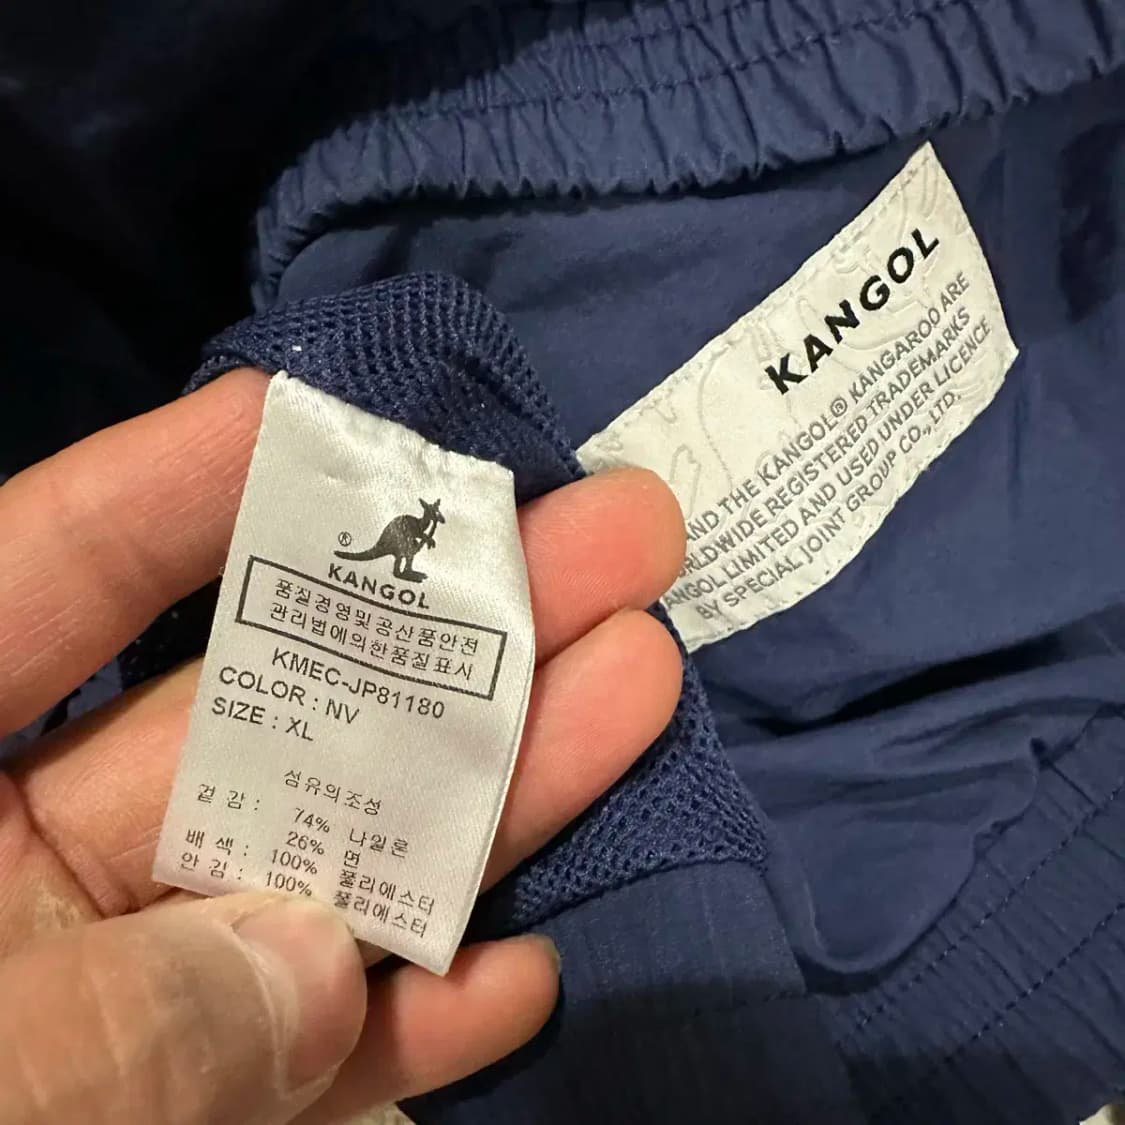 ®
KANGOL
품질경영및공산품안전
관리법에의한품질표시
KMEC-JP81180
COLOR : NV
SIZE : XL
섬유의조성
겉 감 : 74% 나일론
26% 면
배 색 : 100% 폴리에스터
안 감 : 100% 폴리에스터
KANGOL
AND THE KANGOL® KANGAROO ARE
REGISTERED TRADEMARKS
LIMITED AND USED UNDER LICENCE
BY SPECIAL JOINT GROUP CO., LTD.